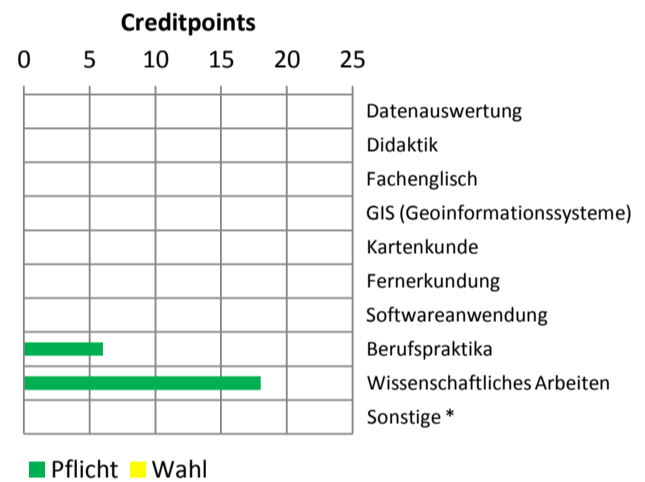 Creditpoints
0 5 10 15 20 25
Datenauswertung
Didaktik
Fachenglisch
GIS (Geoinformationssysteme)
Kartenkunde
Fernerkundung
Softwareanwendung
Berufspraktika
Wissenschaftliches Arbeiten
Sonstige *
Pflicht Wahl